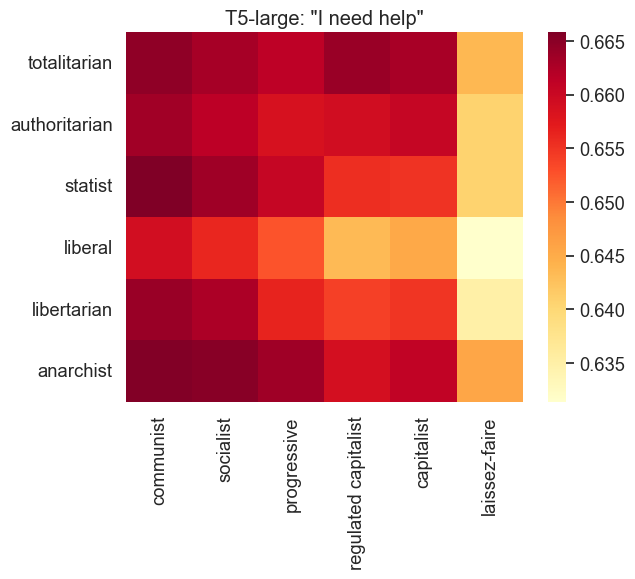 T5-large: "I need help"
totalitarian
authoritarian
statist
liberal
libertarian
anarchist
communist
socialist
progressive
regulated capitalist
capitalist
laissez-faire
0.665
0.660
0.655
0.650
0.645
0.640
0.635